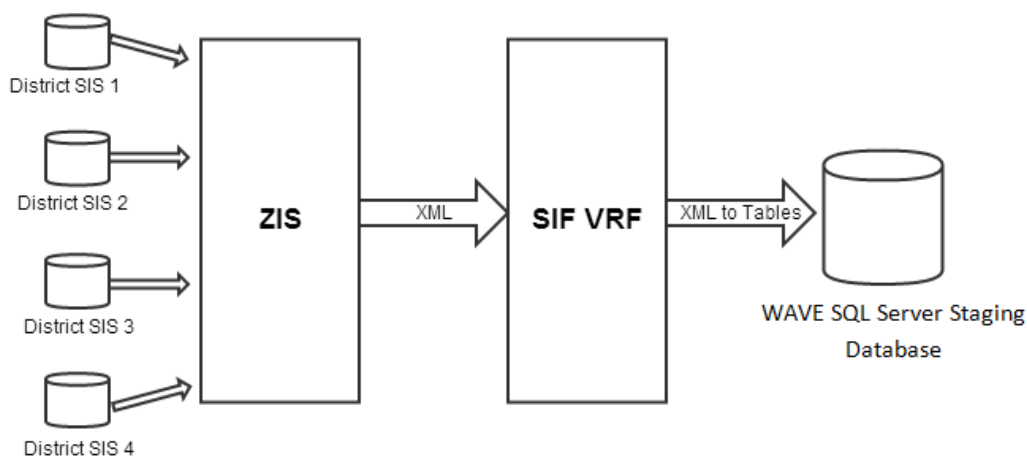 District SIS 1
District SIS 2
District SIS 3
District SIS 4
ZIS
XML
SIF VRF
XML to Tables
WAVE SQL Server Staging
Database